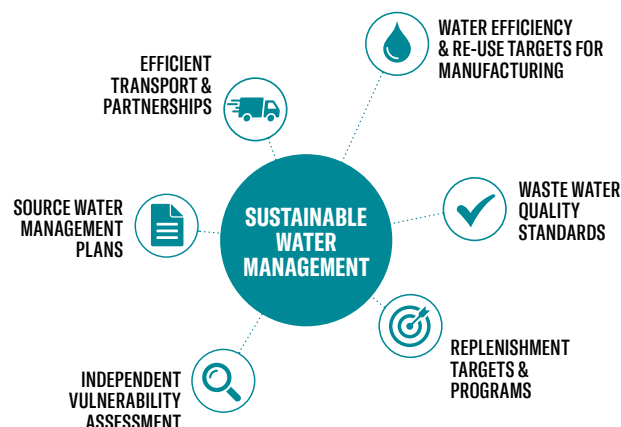 WATER EFFICIENCY
& RE-USE TARGETS FOR
MANUFACTURING
EFFICIENT
TRANSPORT &
PARTNERSHIPS
SOURCE WATER
MANAGEMENT
PLANS
SUSTAINABLE
WATER
MANAGEMENT
WASTE WATER
QUALITY
STANDARDS
REPLENISHMENT
TARGETS &
PROGRAMS
INDEPENDENT
VULNERABILITY
ASSESSMENT